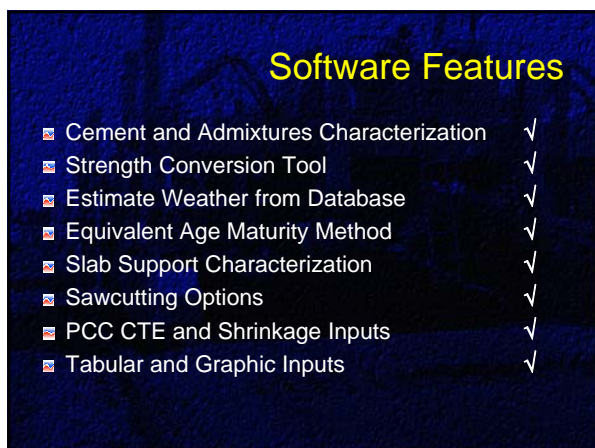 Software Features
Cement and Admixtures Characterization √
Strength Conversion Tool √
Estimate Weather from Database √
Equivalent Age Maturity Method √
Slab Support Characterization √
Sawcutting Options √
PCC CTE and Shrinkage Inputs √
Tabular and Graphic Inputs √